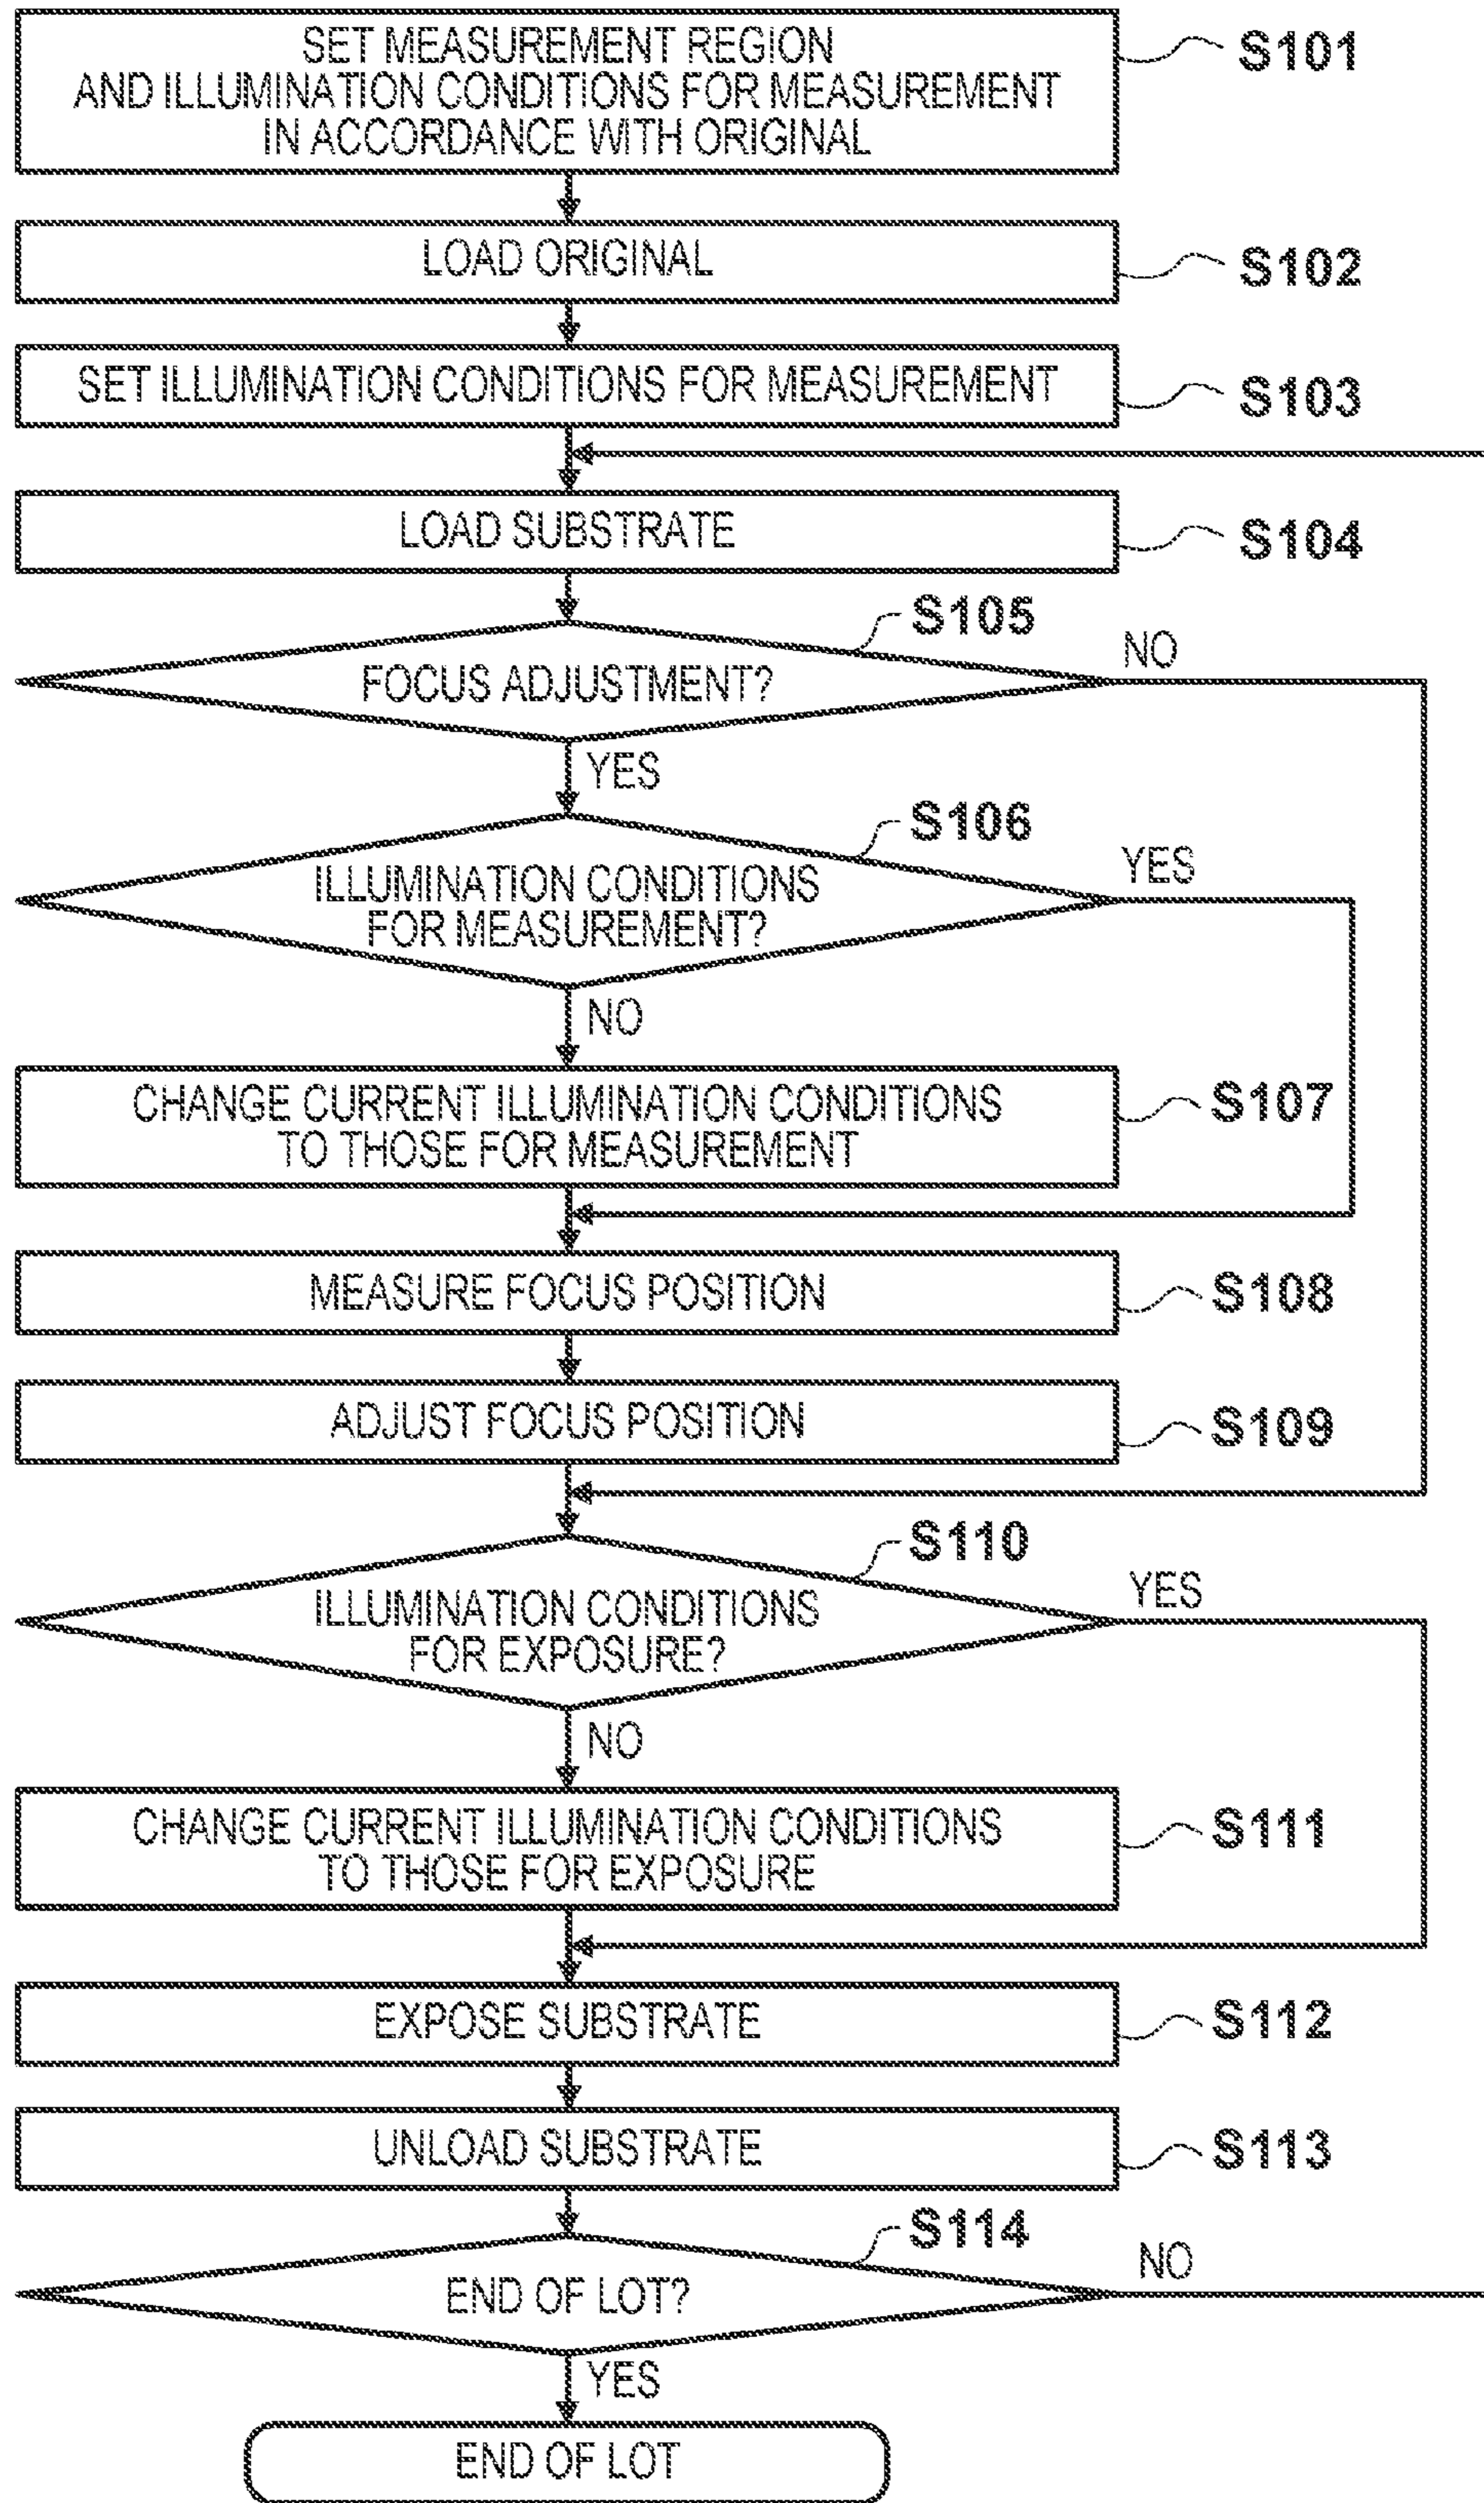 SET MEASUREMENT REGION
AND ILLUMINATION CONDITIONS FOR MEASUREMENT
IN ACCORDANCE WITH ORIGINAL
S101
LOAD ORIGINAL
S102
SET ILLUMINATION CONDITIONS FOR MEASUREMENT
S103
LOAD SUBSTRATE
S104
S105
FOCUS ADJUSTMENT?
NO
YES
S106
ILLUMINATION CONDITIONS
FOR MEASUREMENT?
YES
NO
CHANGE CURRENT ILLUMINATION CONDITIONS
TO THOSE FOR MEASUREMENT
S107
MEASURE FOCUS POSITION
S108
ADJUST FOCUS POSITION
S109
S110
ILLUMINATION CONDITIONS
FOR EXPOSURE?
YES
NO
CHANGE CURRENT ILLUMINATION CONDITIONS
TO THOSE FOR EXPOSURE
S111
EXPOSE SUBSTRATE
S112
UNLOAD SUBSTRATE
S113
S114
END OF LOT?
NO
YES
END OF LOT